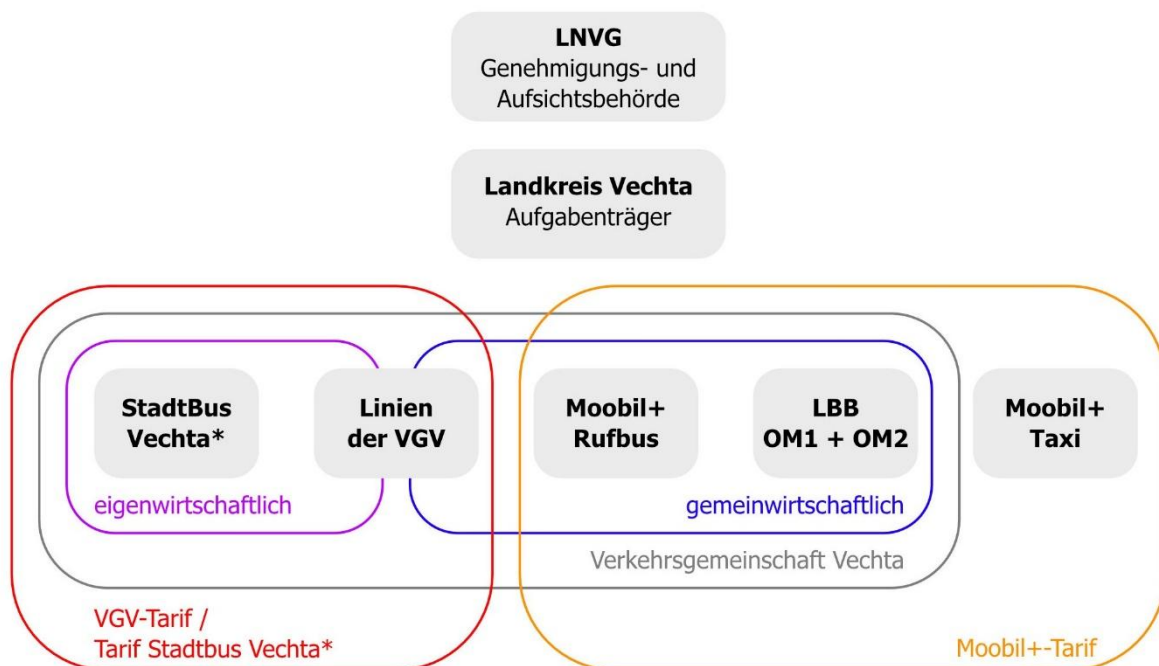 LNVG
Genehmigungs- und
Aufsichtsbehörde
Landkreis Vechta
Aufgabenträger
StadtBus
Vechta*
Linien
der VGV
Moobil+
Rufbus
LBB
OM1 + OM2
Moobil+
Taxi
eigenwirtschaftlich
gemeinwirtschaftlich
Verkehrsgemeinschaft Vechta
VGV-Tarif /
Tarif Stadtbus Vechta*
Moobil+-Tarif